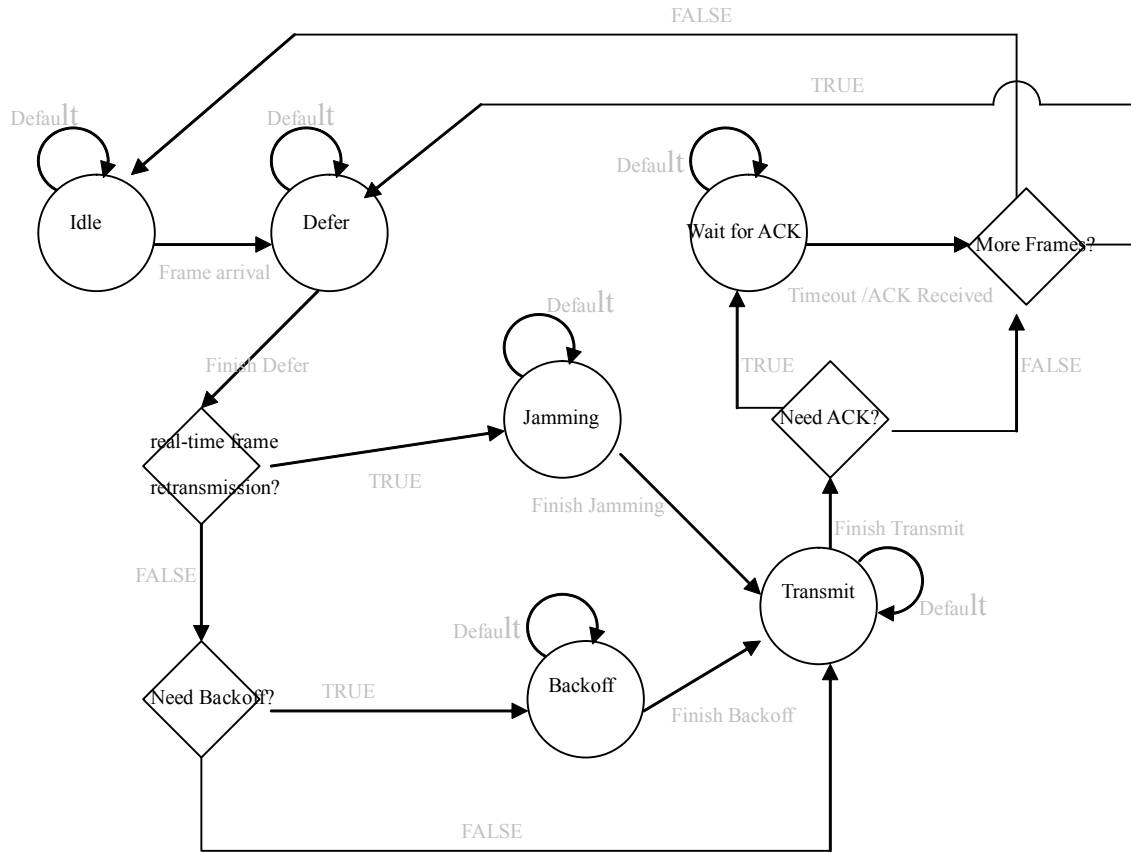 FALSE
TRUE
Default
Default
Default
Idle
Defer
Wait for ACK
More Frames?
Frame arrival
Timeout /ACK Received
Default
Finish Defer
TRUE
FALSE
real-time frame
retransmission?
Jamming
Need ACK?
TRUE
Finish Jamming
Finish Transmit
FALSE
Transmit
Default
Default
Need Backoff?
TRUE
Backoff
Finish Backoff
FALSE